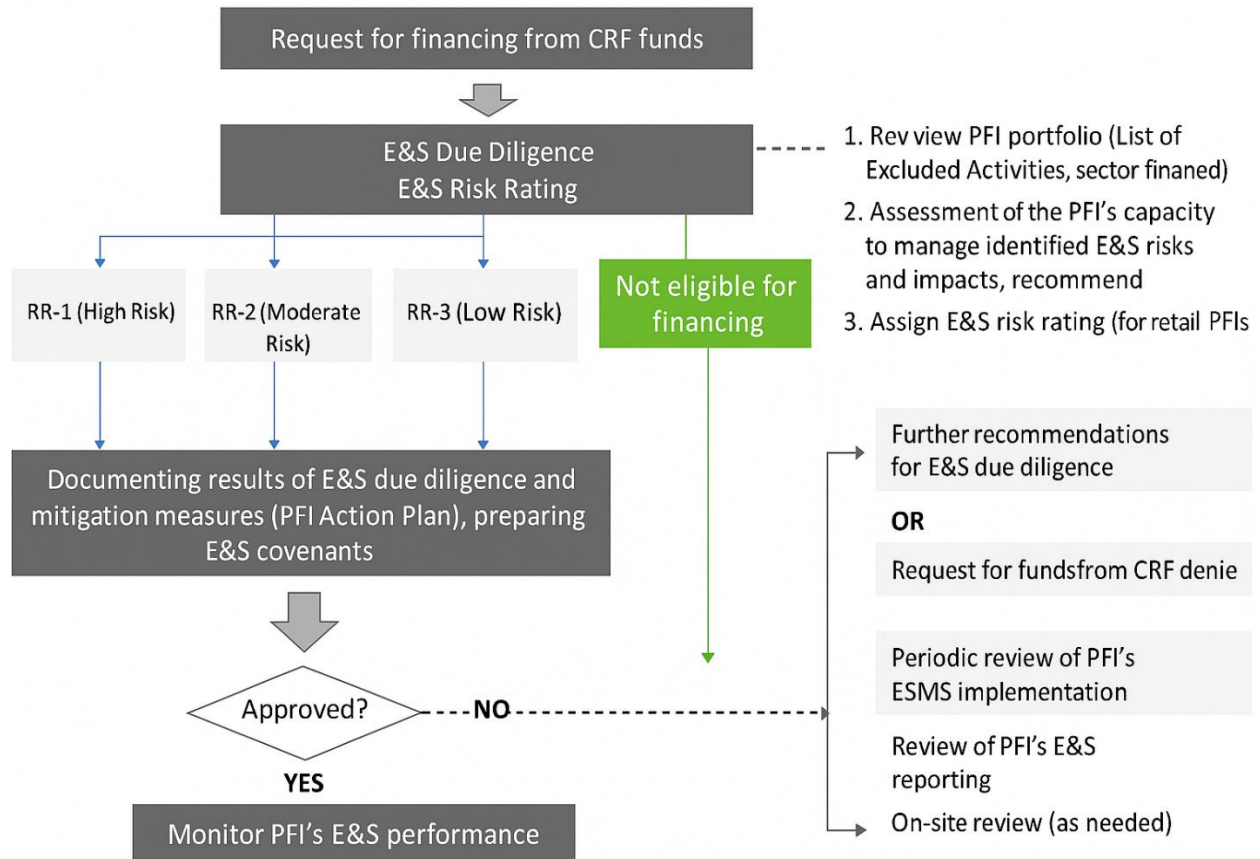 Request for financing from CRF funds
E&S Due Diligence
E&S Risk Rating
1. Rev view PFI portfolio (List of
Excluded Activities, sector finaned)
2. Assessment of the PFI's capacity
to manage identified E&S risks
and impacts, recommend
3. Assign E&S risk rating (for retail PFIs
RR-1 (High Risk)
RR-2 (Moderate
Risk)
RR-3 (Low Risk)
Not eligible for
financing
Documenting results of E&S due diligence and
mitigation measures (PFI Action Plan), preparing
E&S covenants
Further recommendations
for E&S due diligence
OR
Request for fundsfrom CRF denie
Approved?
NO
YES
Monitor PFI's E&S performance
Periodic review of PFI's
ESMS implementation
Review of PFI's E&S
reporting
On-site review (as needed)